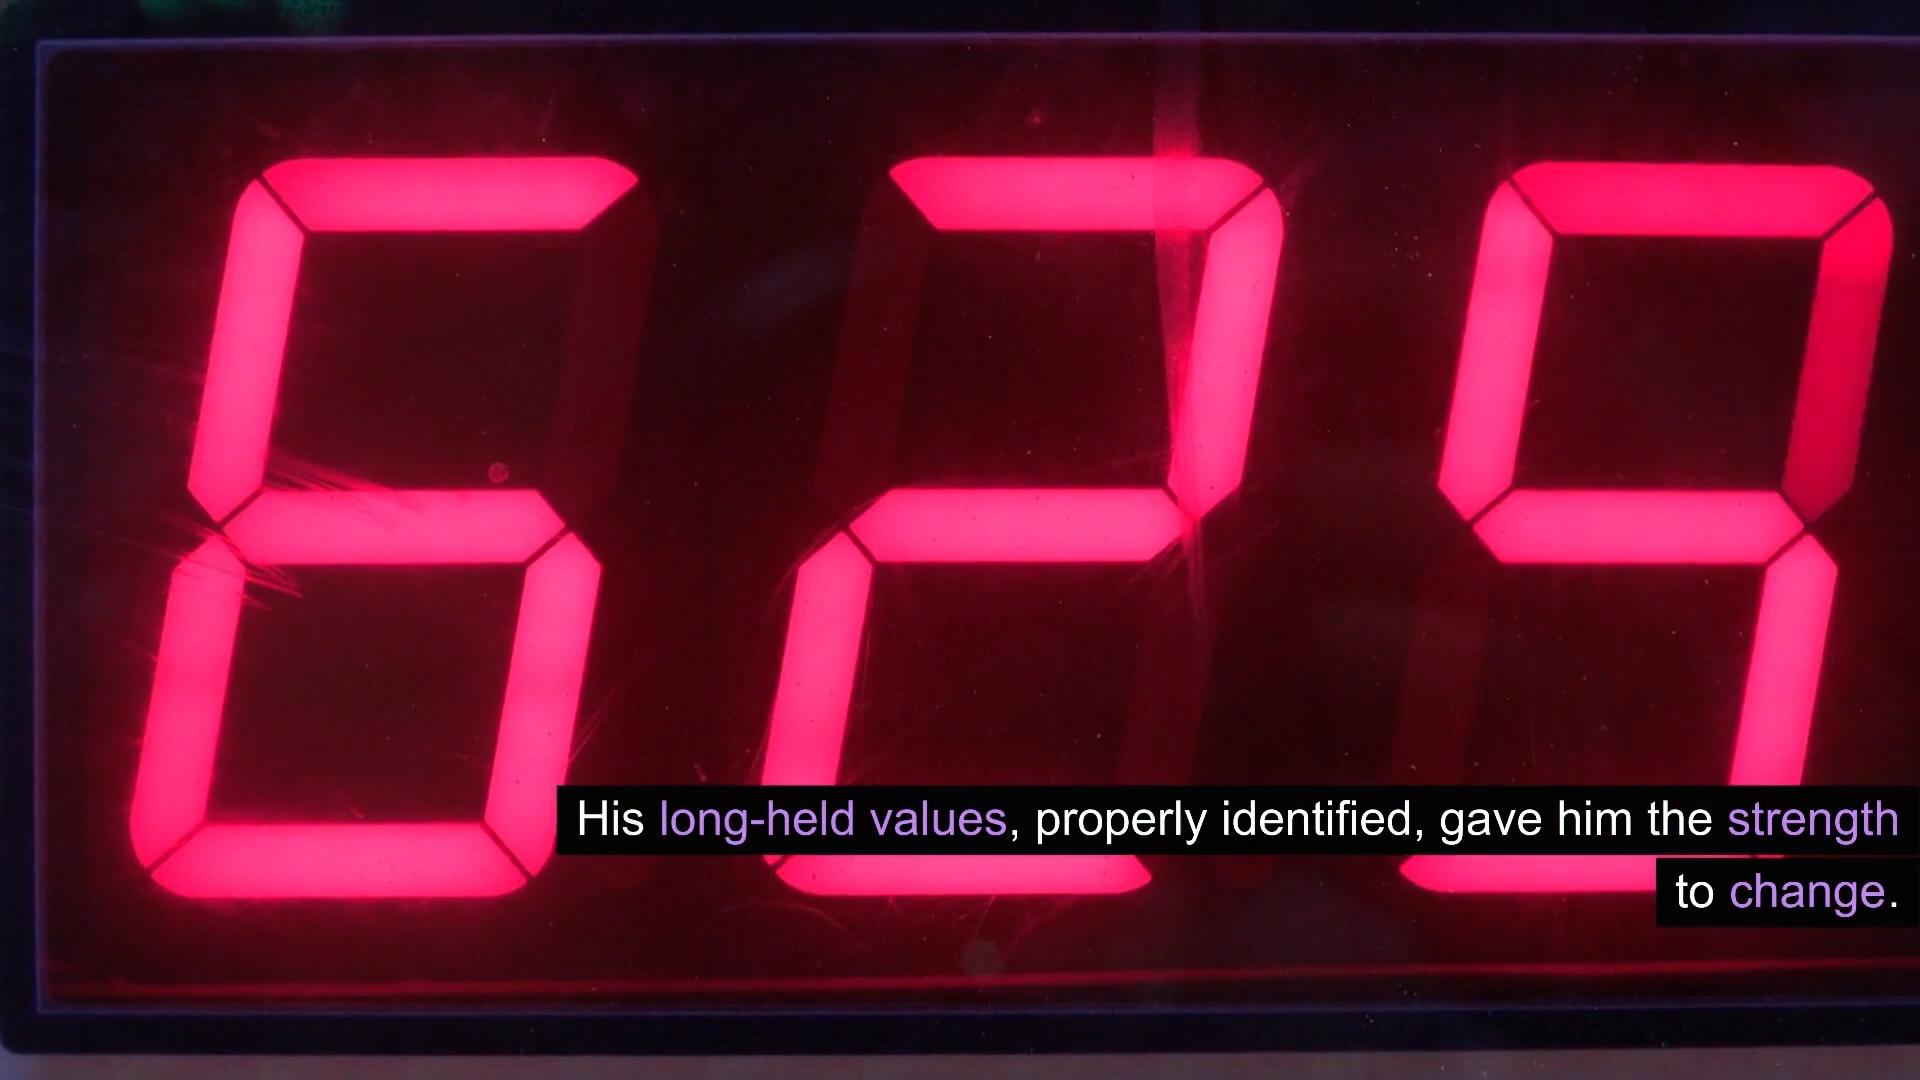 629
His long-held values, properly identified, gave him the strength
to change.